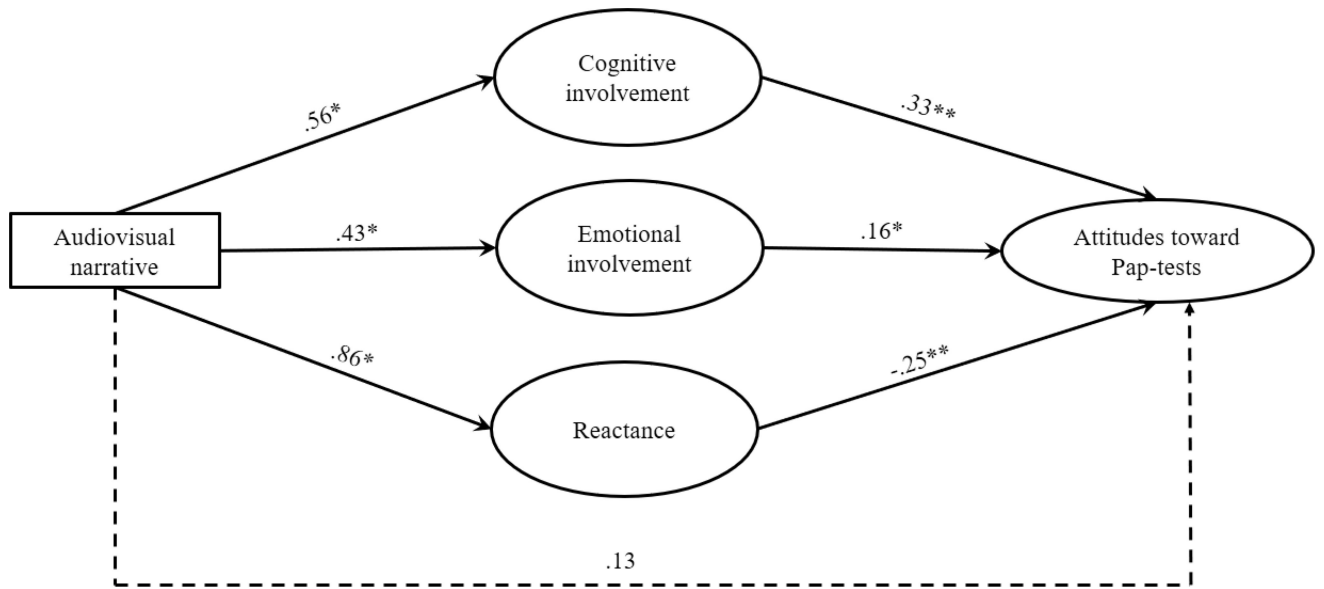 Cognitive
involvement
.56*
.33**
Audiovisual
narrative
.43*
Emotional
involvement
.16*
Attitudes toward
Pap-tests
.86*
Reactance
-.25**
.13